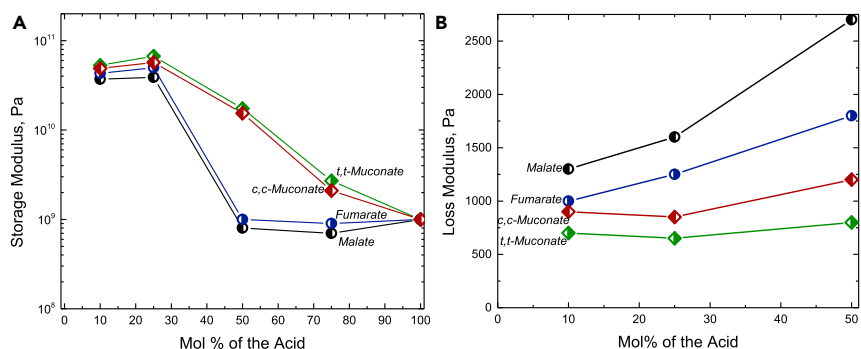 A
Storage Modulus, Pa
10¹¹
10¹⁰
10⁹
10⁸
t,t-Muconate
c,c-Muconate
Fumarate
Malate
0 10 20 30 40 50 60 70 80 90 100
Mol % of the Acid
B
Loss Modulus, Pa
2500
2000
1500
1000
500
0
Malate
Fumarate
c,c-Muconate
t,t-Muconate
0 10 20 30 40 50
Mol% of the Acid